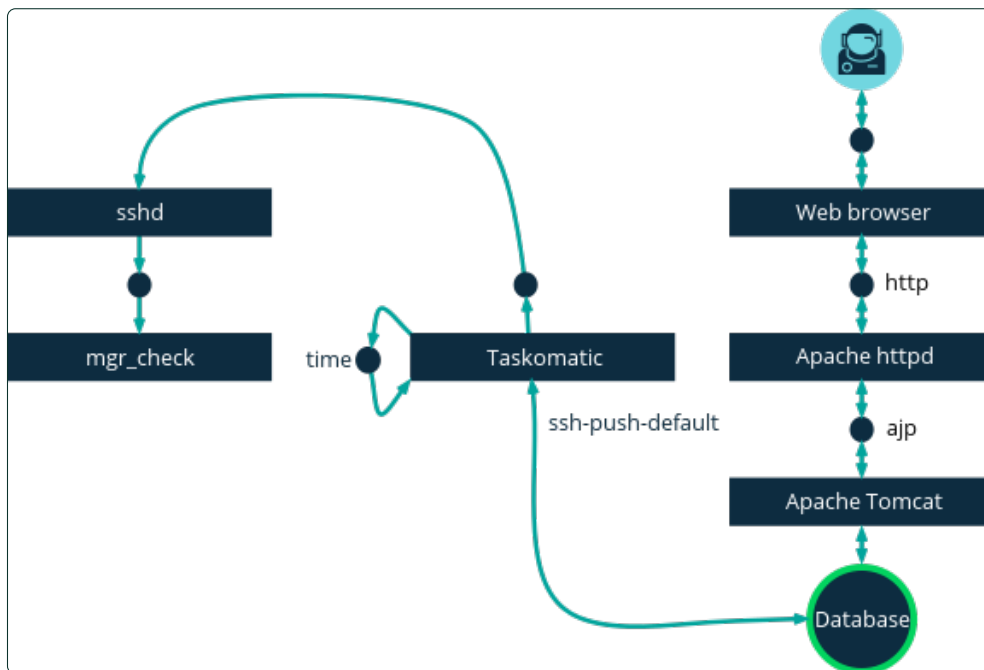 sshd
Web browser
http
mgr_check
time
Taskomatic
Apache httpd
ssh-push-default
ajp
Apache Tomcat
Database